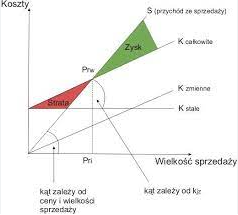 Koszty
S (przychód ze sprzedaży)
Zysk
K całkowite
Prw
K zmienne
Strata
K stałe
Pri
Wielkość sprzedaży
kąt zależy od
ceny i wielkości
sprzedaży
kąt zależy od kjz